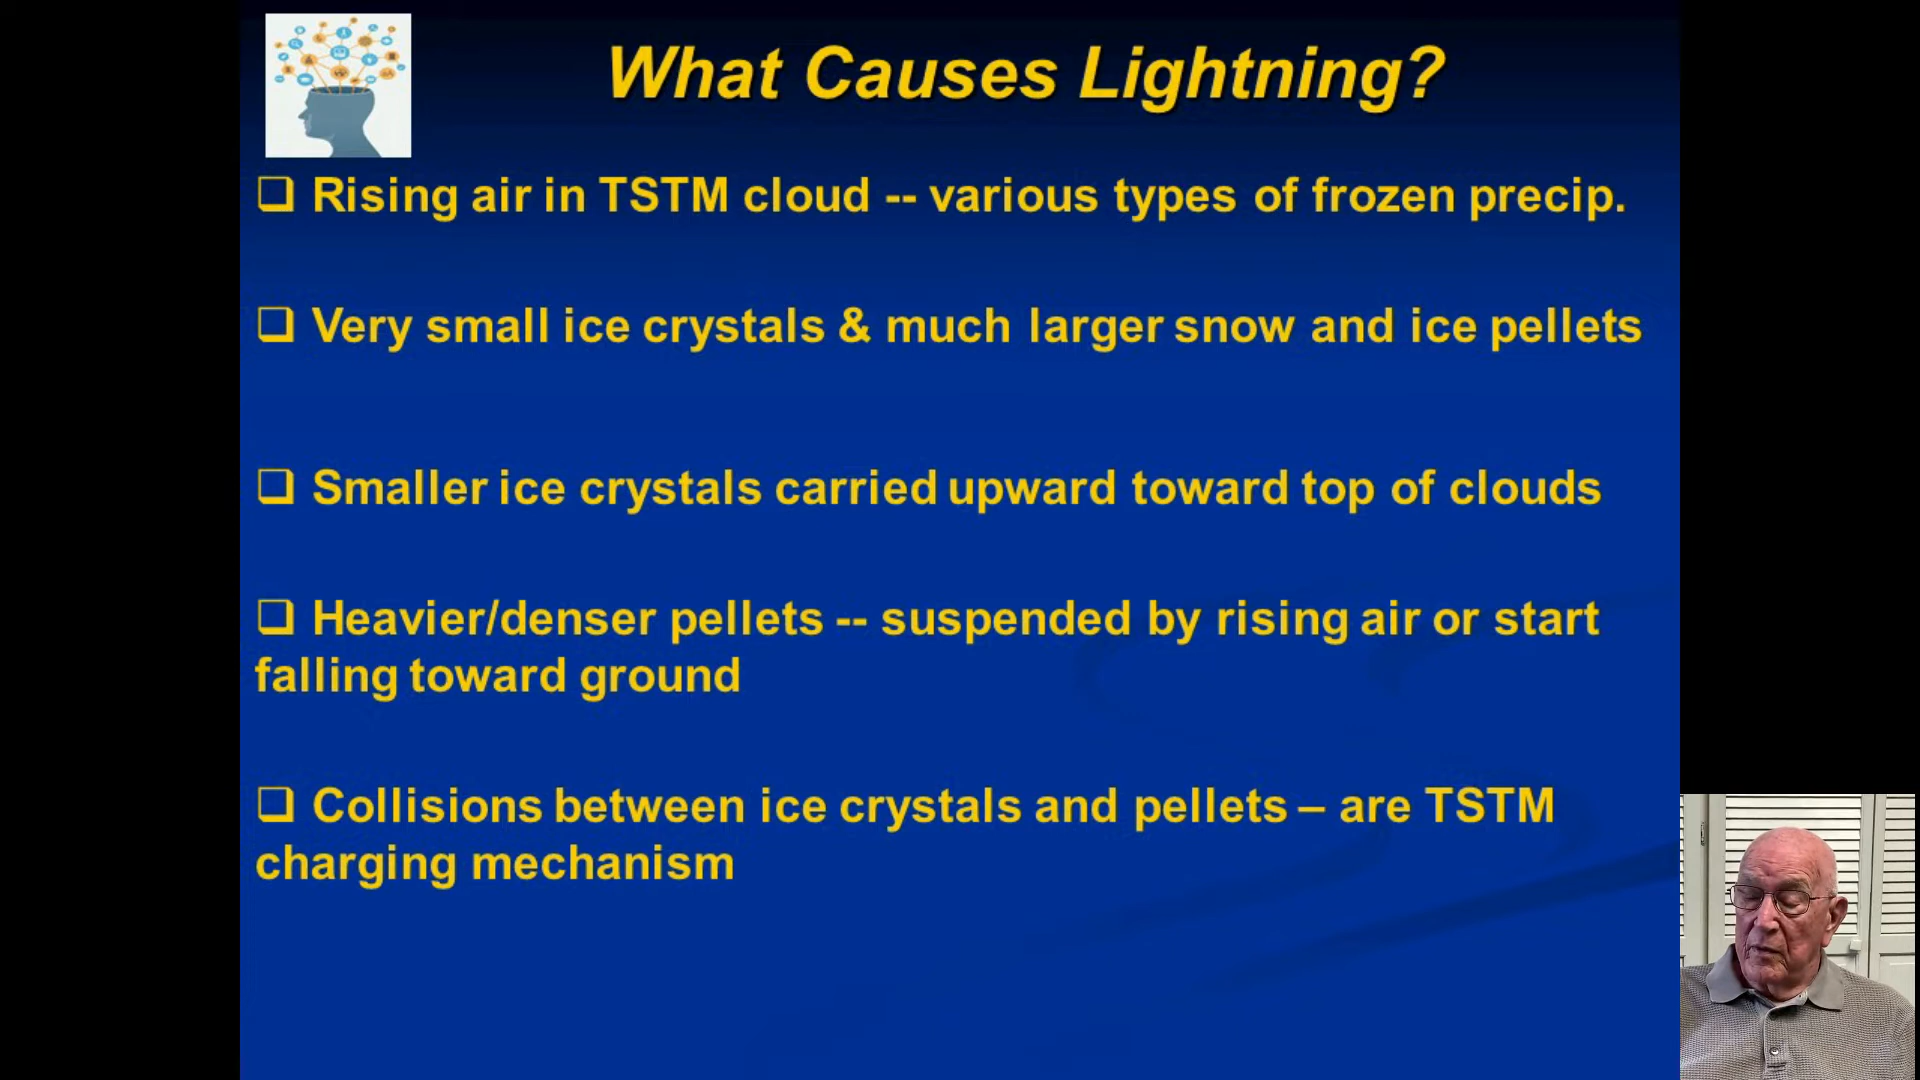 What Causes Lightning?
❑ Rising air in TSTM cloud -- various types of frozen precip.
❑ Very small ice crystals & much larger snow and ice pellets
❑ Smaller ice crystals carried upward toward top of clouds
❑ Heavier/denser pellets -- suspended by rising air or start
falling toward ground
❑ Collisions between ice crystals and pellets – are TSTM
charging mechanism